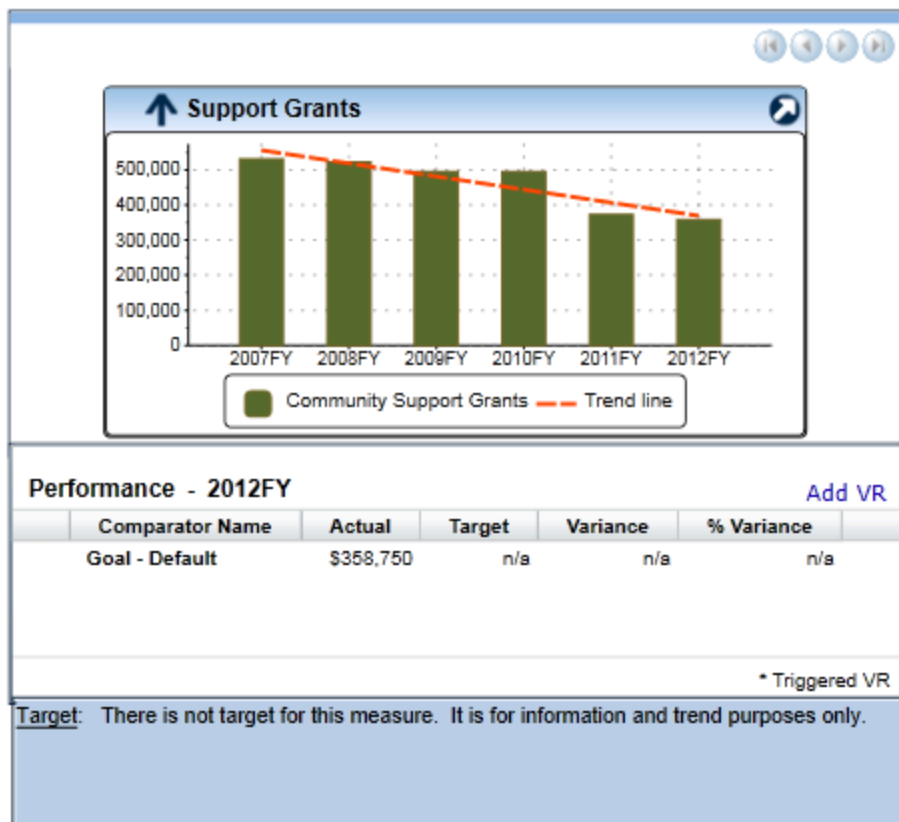 Support Grants
500,000
400,000
300,000
200,000
100,000
0
2007FY 2008FY 2009FY 2010FY 2011FY 2012FY
Community Support Grants Trend line
Performance - 2012FY
Add VR
Comparator Name Actual Target Variance % Variance
Goal - Default $358,750 n/a n/a n/a
* Triggered VR
Target: There is not target for this measure. It is for information and trend purposes only.